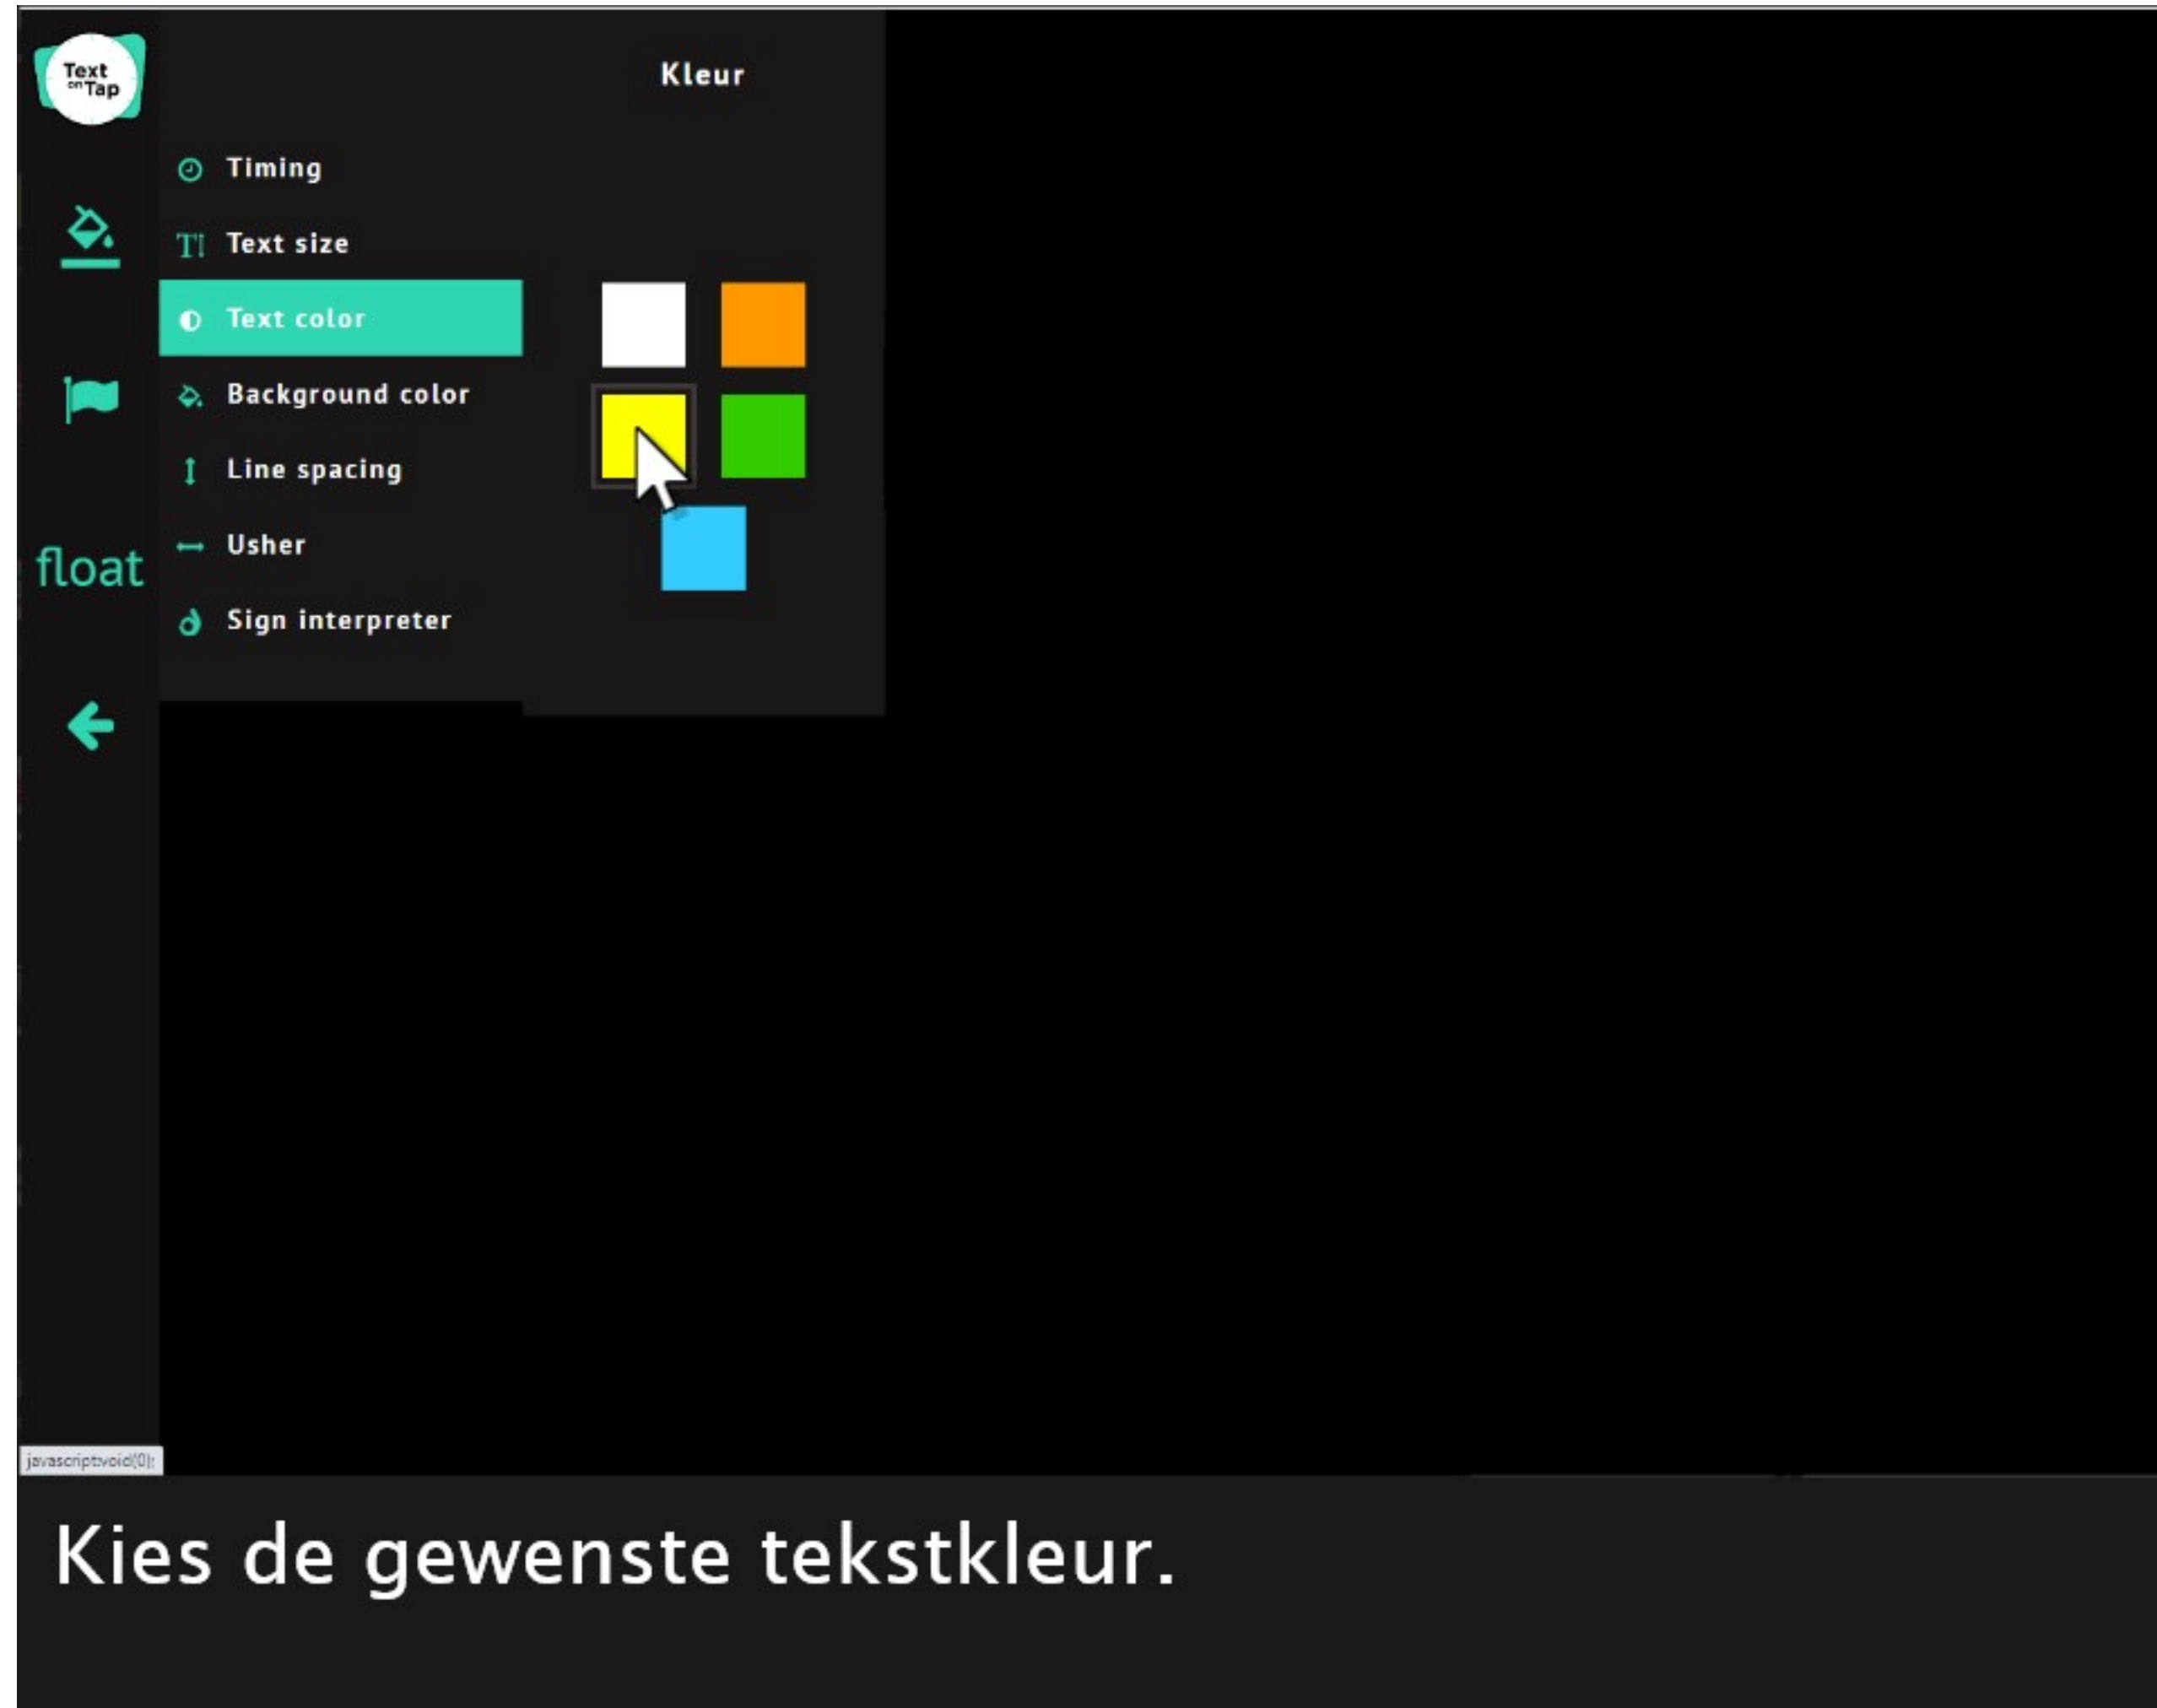 Text
on Tap
Kleur
Timing
Text size
Text color
Background color
Line spacing
float
Usher
Sign interpreter
javascript:void(0);
Kies de gewenste tekstkleur.